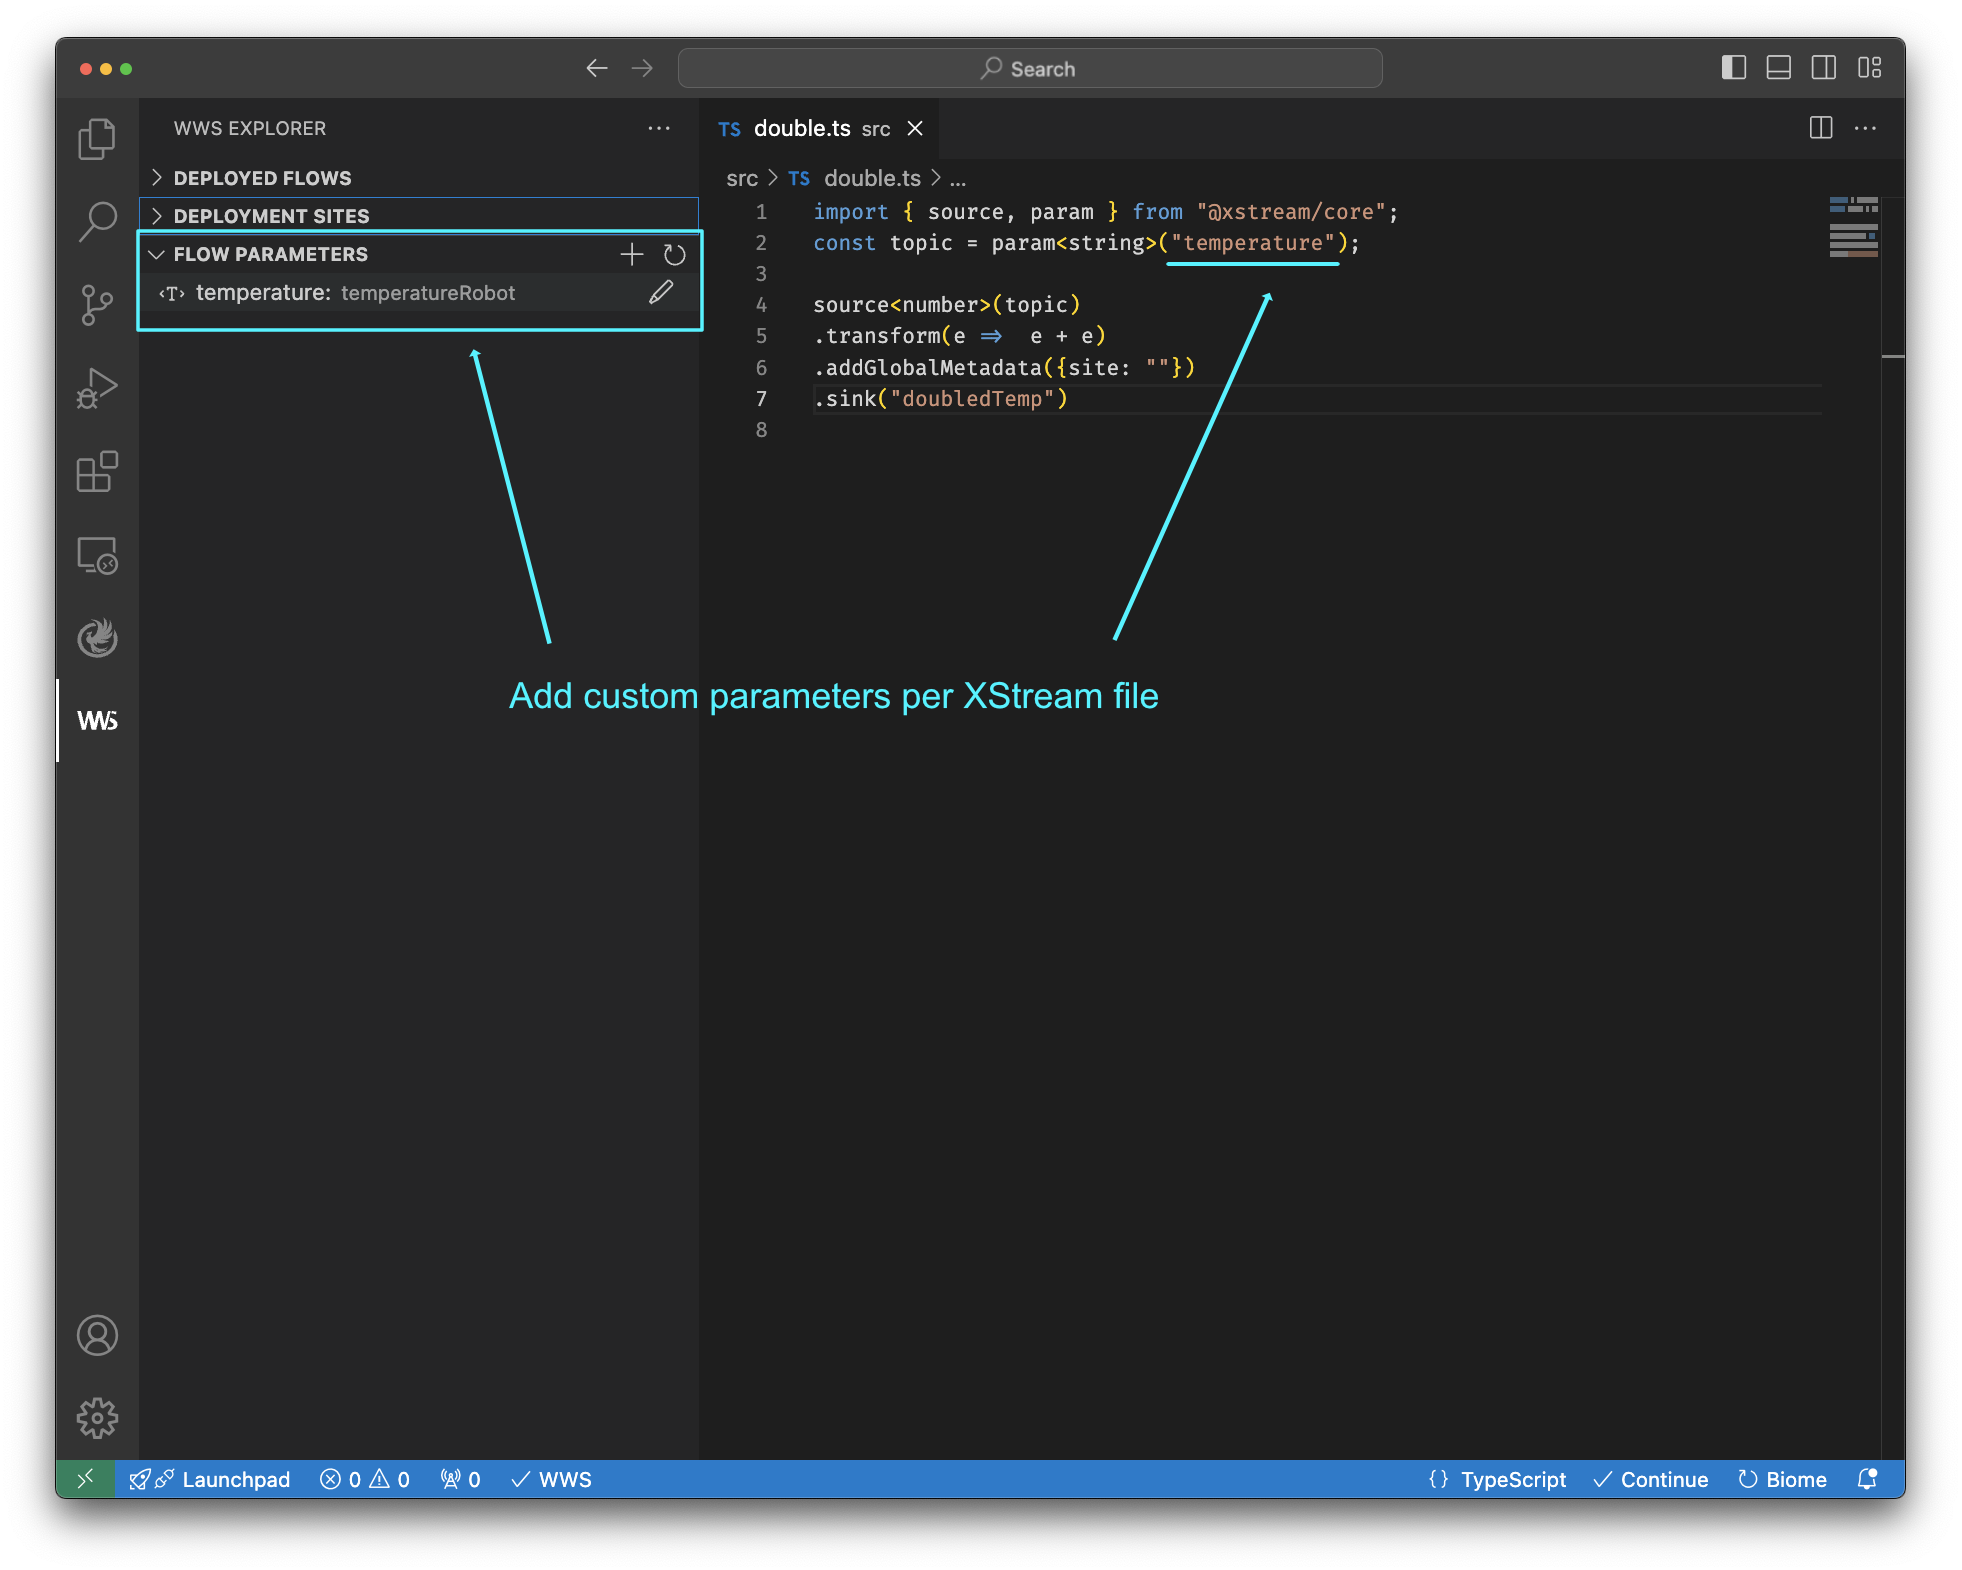 Search
WWS EXPLORER
DEPLOYED FLOWS
DEPLOYMENT SITES
FLOW PARAMETERS
<T> temperature: temperatureRobot
TS double.ts src
src > TS double.ts > ...
1 import { source, param } from "@xstream/core";
2 const topic = param<string>("temperature");
3
4 source<number>(topic)
5 .transform(e ⇒ e + e)
6 .addGlobalMetadata({site: ""})
7 .sink("doubledTemp")
8
Add custom parameters per XStream file
WWS
Launchpad 0 0 0 WWS
{} TypeScript Continue Biome